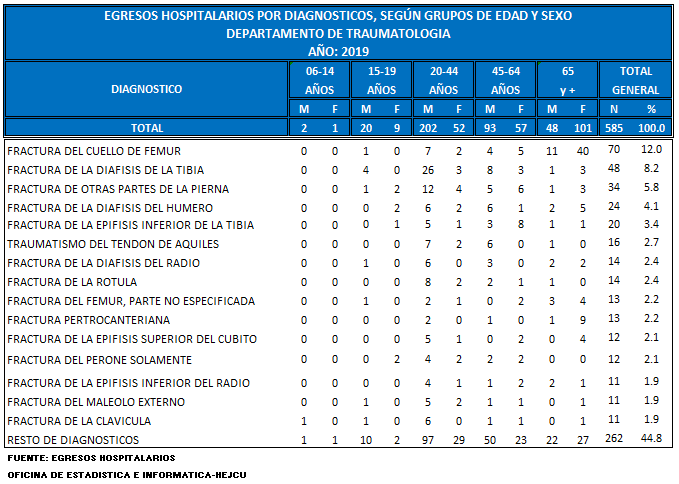 EGRESOS HOSPITALARIOS POR DIAGNOSTICOS, SEGÚN GRUPOS DE EDAD Y SEXO
DEPARTAMENTO DE TRAUMATOLOGIA
AÑO: 2019
DIAGNOSTICO 06-14 AÑOS 15-19 AÑOS 20-44 AÑOS 45-64 AÑOS 65 y + TOTAL GENERAL
M F M F M F M F M F N %
TOTAL 2 1 20 9 202 52 93 57 48 101 585 100.0
FRACTURA DEL CUELLO DE FEMUR 0 0 1 0 7 2 4 5 11 40 70 12.0
FRACTURA DE LA DIAFISIS DE LA TIBIA 0 0 4 0 26 3 8 3 1 3 48 8.2
FRACTURA DE OTRAS PARTES DE LA PIERNA 0 0 1 2 12 4 5 6 1 3 34 5.8
FRACTURA DE LA DIAFISIS DEL HUMERO 0 0 0 2 6 2 6 1 2 5 24 4.1
FRACTURA DE LA EPIFISIS INFERIOR DE LA TIBIA 0 0 0 1 5 1 3 8 1 1 20 3.4
TRAUMATISMO DEL TENDON DE AQUILES 0 0 0 0 7 2 6 0 1 0 16 2.7
FRACTURA DE LA DIAFISIS DEL RADIO 0 0 1 0 6 0 3 0 2 2 14 2.4
FRACTURA DE LA ROTULA 0 0 0 0 8 2 2 1 1 0 14 2.4
FRACTURA DEL FEMUR, PARTE NO ESPECIFICADA 0 0 1 0 2 1 0 2 3 4 13 2.2
FRACTURA PERTROCANTERIANA 0 0 0 0 2 0 1 0 1 9 13 2.2
FRACTURA DE LA EPIFISIS SUPERIOR DEL CUBITO 0 0 0 0 5 1 0 2 0 4 12 2.1
FRACTURA DEL PERONE SOLAMENTE 0 0 0 2 4 2 2 2 0 0 12 2.1
FRACTURA DE LA EPIFISIS INFERIOR DEL RADIO 0 0 0 0 4 1 1 2 2 1 11 1.9
FRACTURA DEL MALEOLO EXTERNO 0 0 1 0 5 2 1 1 0 1 11 1.9
FRACTURA DE LA CLAVICULA 1 0 1 0 6 0 1 1 0 1 11 1.9
RESTO DE DIAGNOSTICOS 1 1 10 2 97 29 50 23 22 27 262 44.8
FUENTE: EGRESOS HOSPITALARIOS
OFICINA DE ESTADISTICA E INFORMATICA-HEJCU